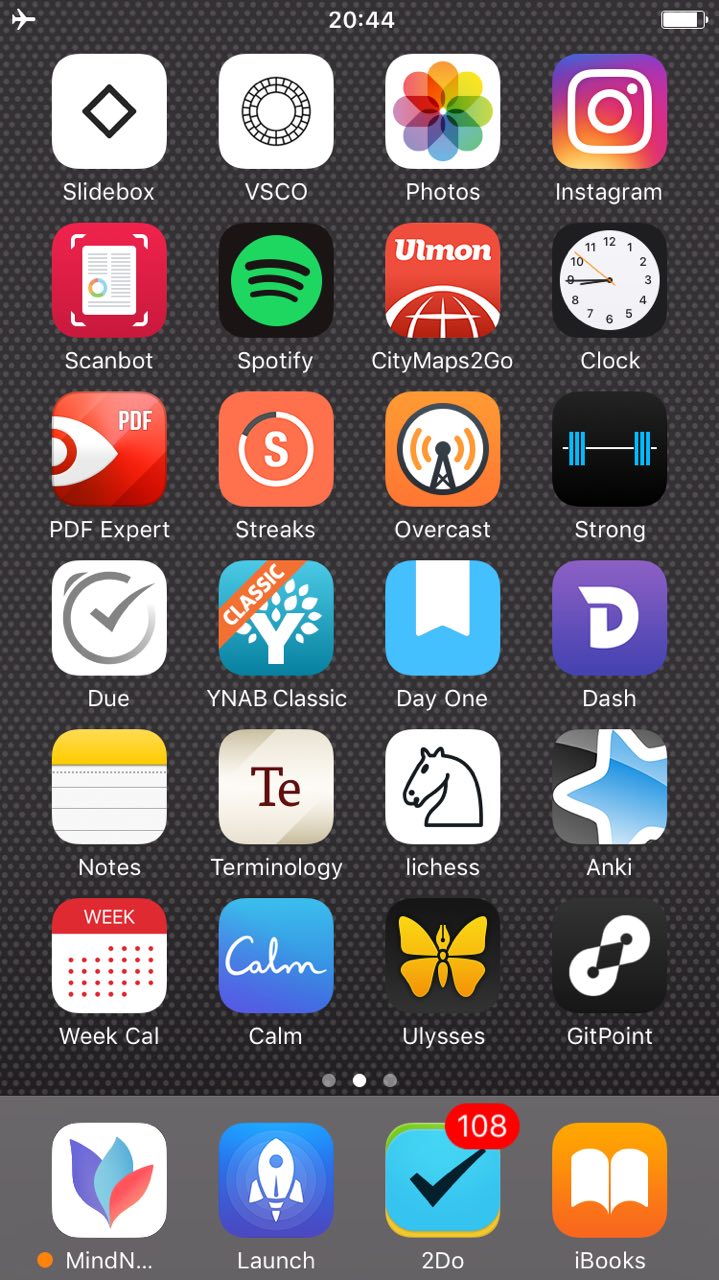 20:44
Slidebox
VSCO
Photos
Instagram
Ulmon
12
11
1
10
2
9
3
8
4
7
5
6
Scanbot
Spotify
CityMaps2Go
Clock
PDF
S
PDF Expert
Streaks
Overcast
Strong
CLASSIC
Y
D
Due
YNAB Classic
Day One
Dash
Te
Notes
Terminology
lichess
Anki
WEEK
Calm
Week Cal
Calm
Ulysses
GitPoint
108
MindN...
Launch
2Do
iBooks